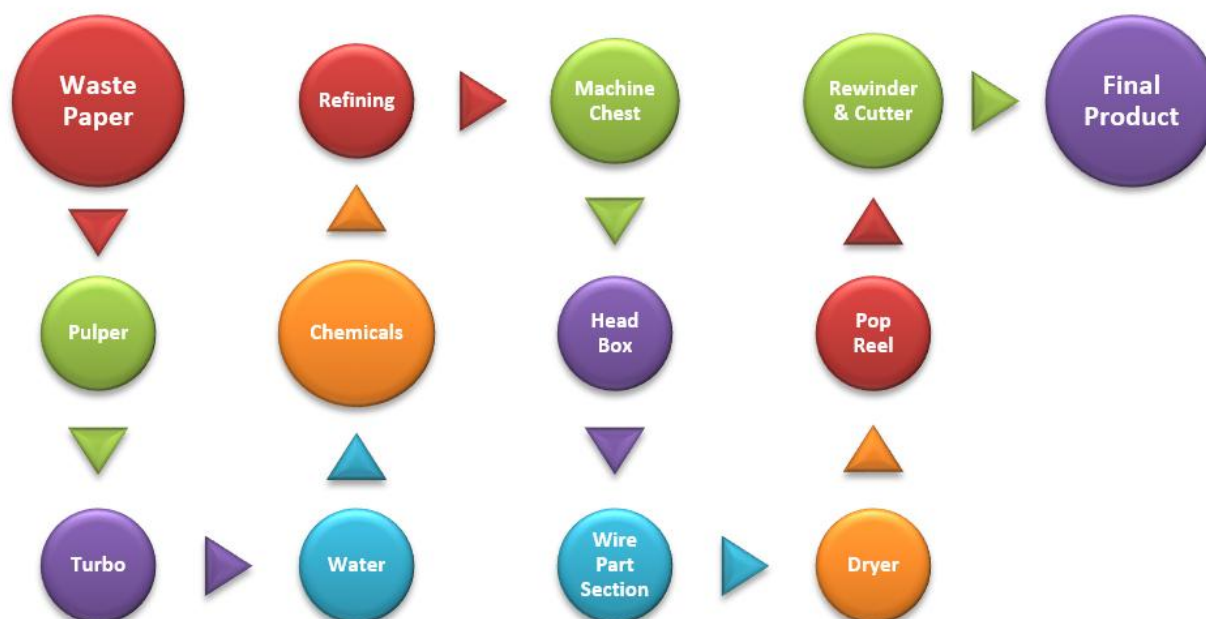 Waste
Paper
Pulper
Turbo
Water
Chemicals
Refining
Machine
Chest
Head
Box
Wire
Part
Section
Dryer
Pop
Reel
Rewinder
& Cutter
Final
Product